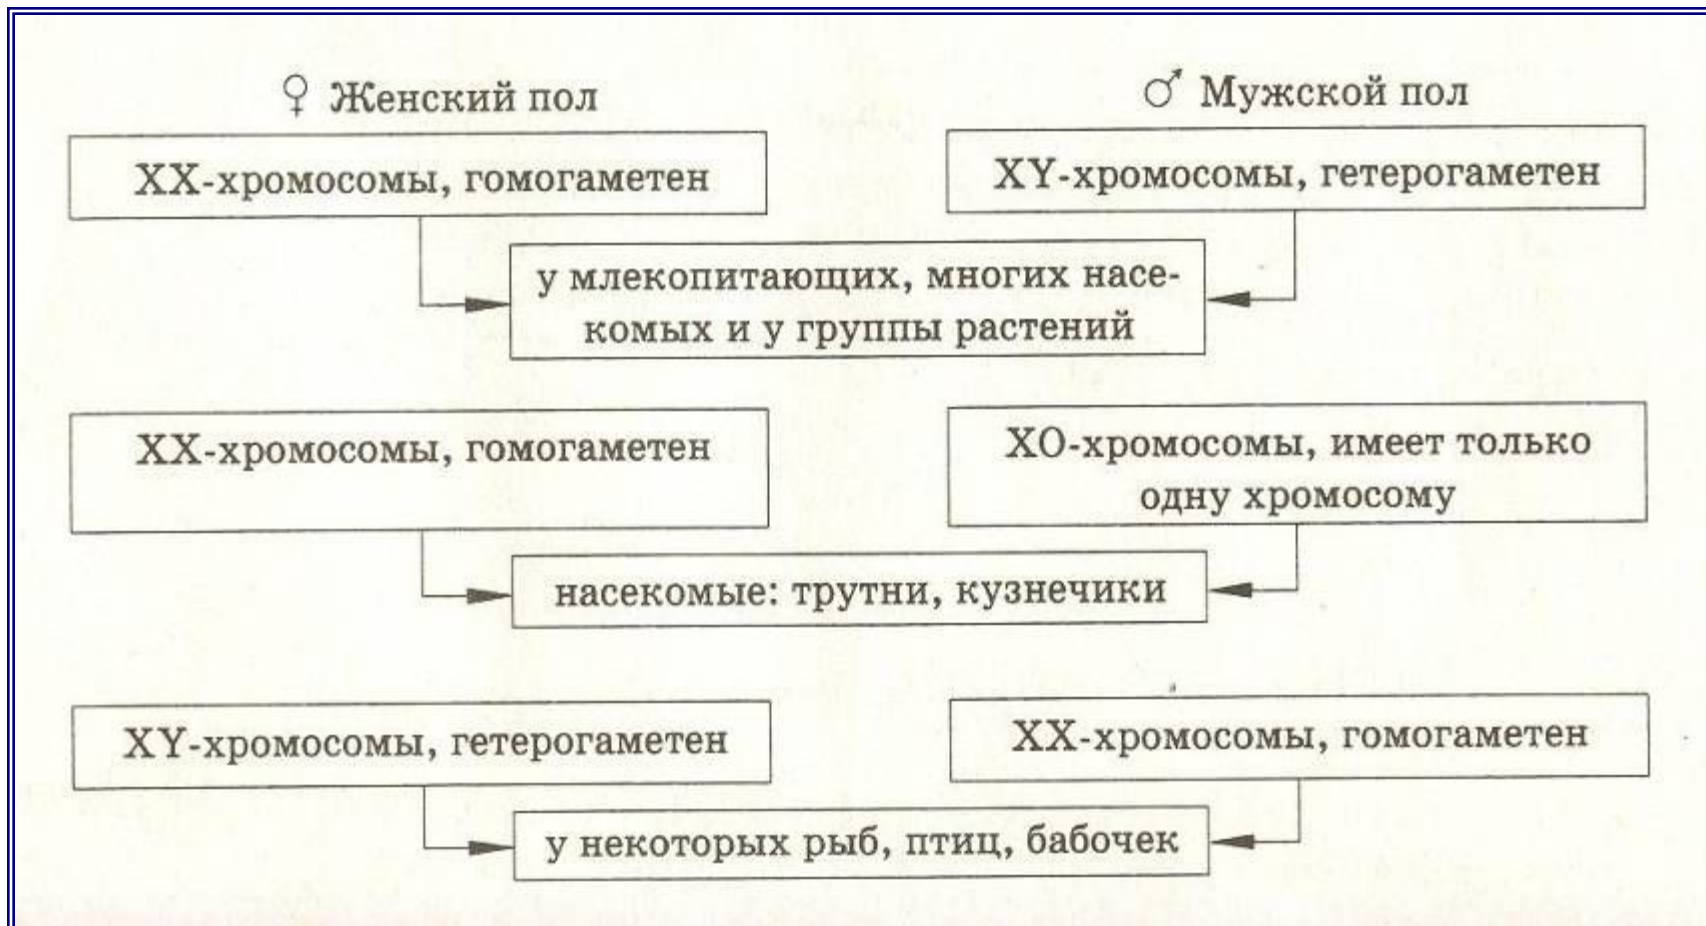 ♀ Женский пол
♂ Мужской пол
XX-хромосомы, гомогаметен
XY-хромосомы, гетерогаметен
у млекопитающих, многих насе-
комых и у группы растений
XX-хромосомы, гомогаметен
XO-хромосомы, имеет только
одну хромосому
насекомые: трутни, кузнечики
XY-хромосомы, гетерогаметен
XX-хромосомы, гомогаметен
у некоторых рыб, птиц, бабочек